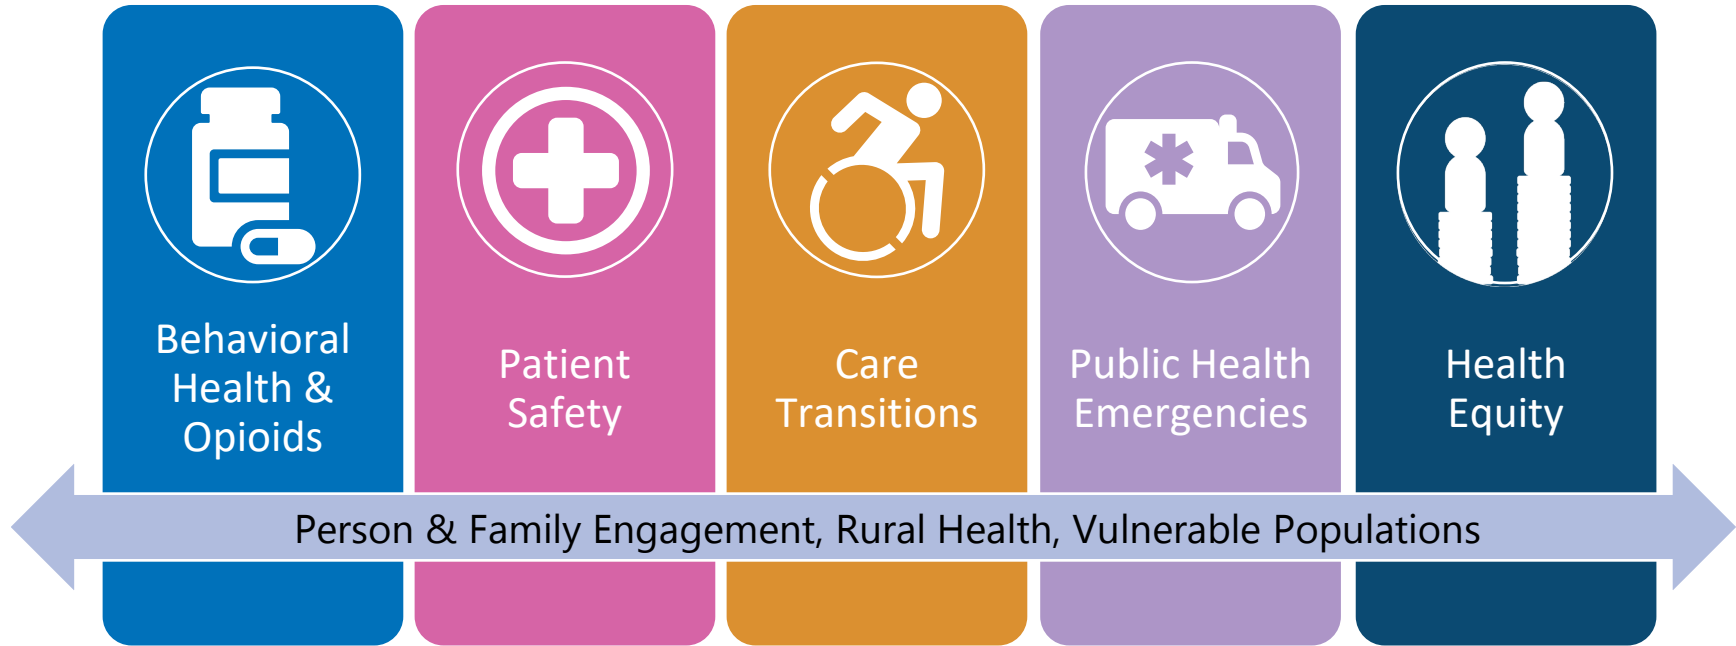 Behavioral
Health &
Opioids
Patient
Safety
Care
Transitions
Public Health
Emergencies
Health
Equity
Person & Family Engagement, Rural Health, Vulnerable Populations